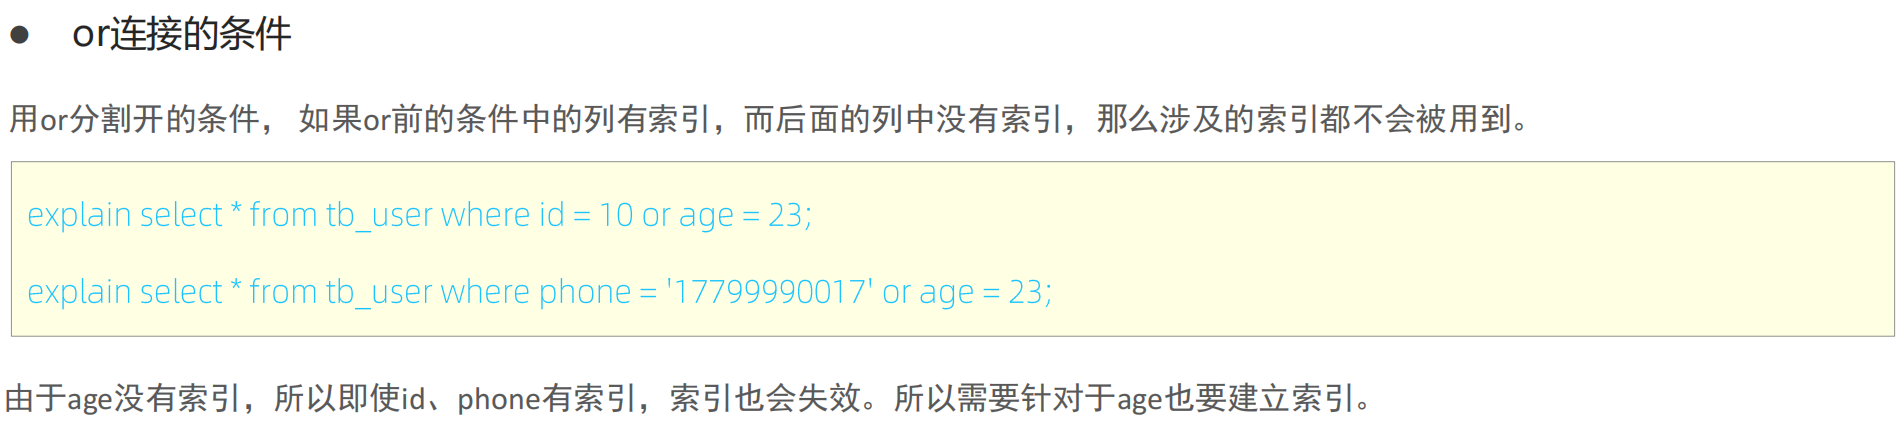 ● or连接的条件
用or分割开的条件， 如果or前的条件中的列有索引，而后面的列中没有索引，那么涉及的索引都不会被用到。
explain select * from tb_user where id = 10 or age = 23;
explain select * from tb_user where phone = '17799990017' or age = 23;
由于age没有索引，所以即使id、phone有索引，索引也会失效。所以需要针对于age也要建立索引。